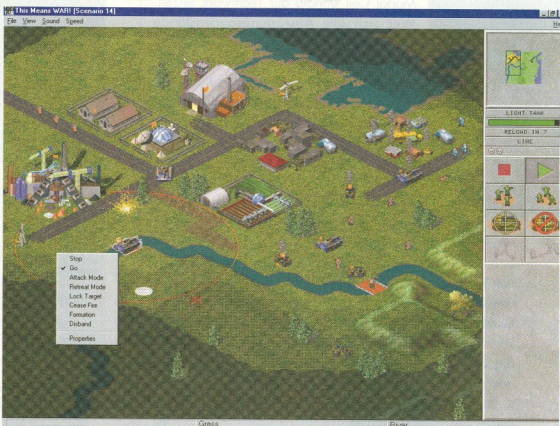 This Means WAR! [Scenario 14]
File View Sound Speed
He
LIGHT TANK
RELOAD IN 7
LINE
Stop
Go
Attack Mode
Retreat Mode
Lock Target
Cease Fire
Formation
Disband
Properties
Grass
River